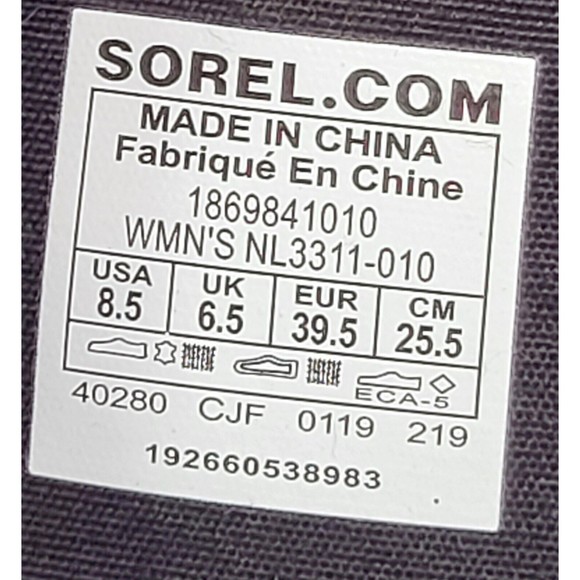 SOREL.COM
MADE IN CHINA
Fabriqué En Chine
1869841010
WMN'S NL3311-010
USA UK EUR CM
8.5 6.5 39.5 25.5
ECA-5
40280 CJF 0119 219
192660538983